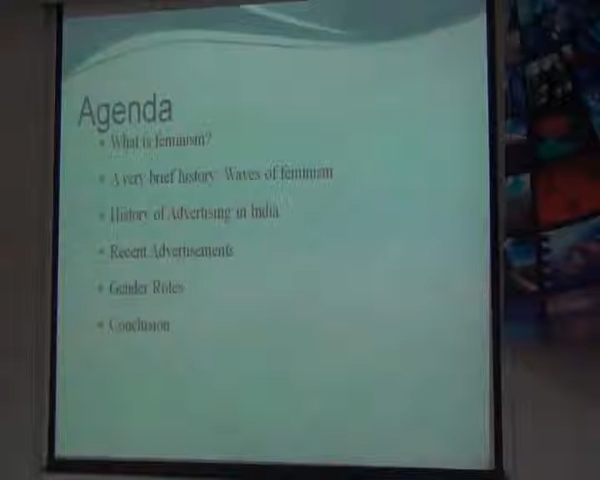 Agenda
What is feminism?
A very brief history: Waves of feminism
History of Advertising in India
Recent Advertisements
Gender Roles
Conclusion